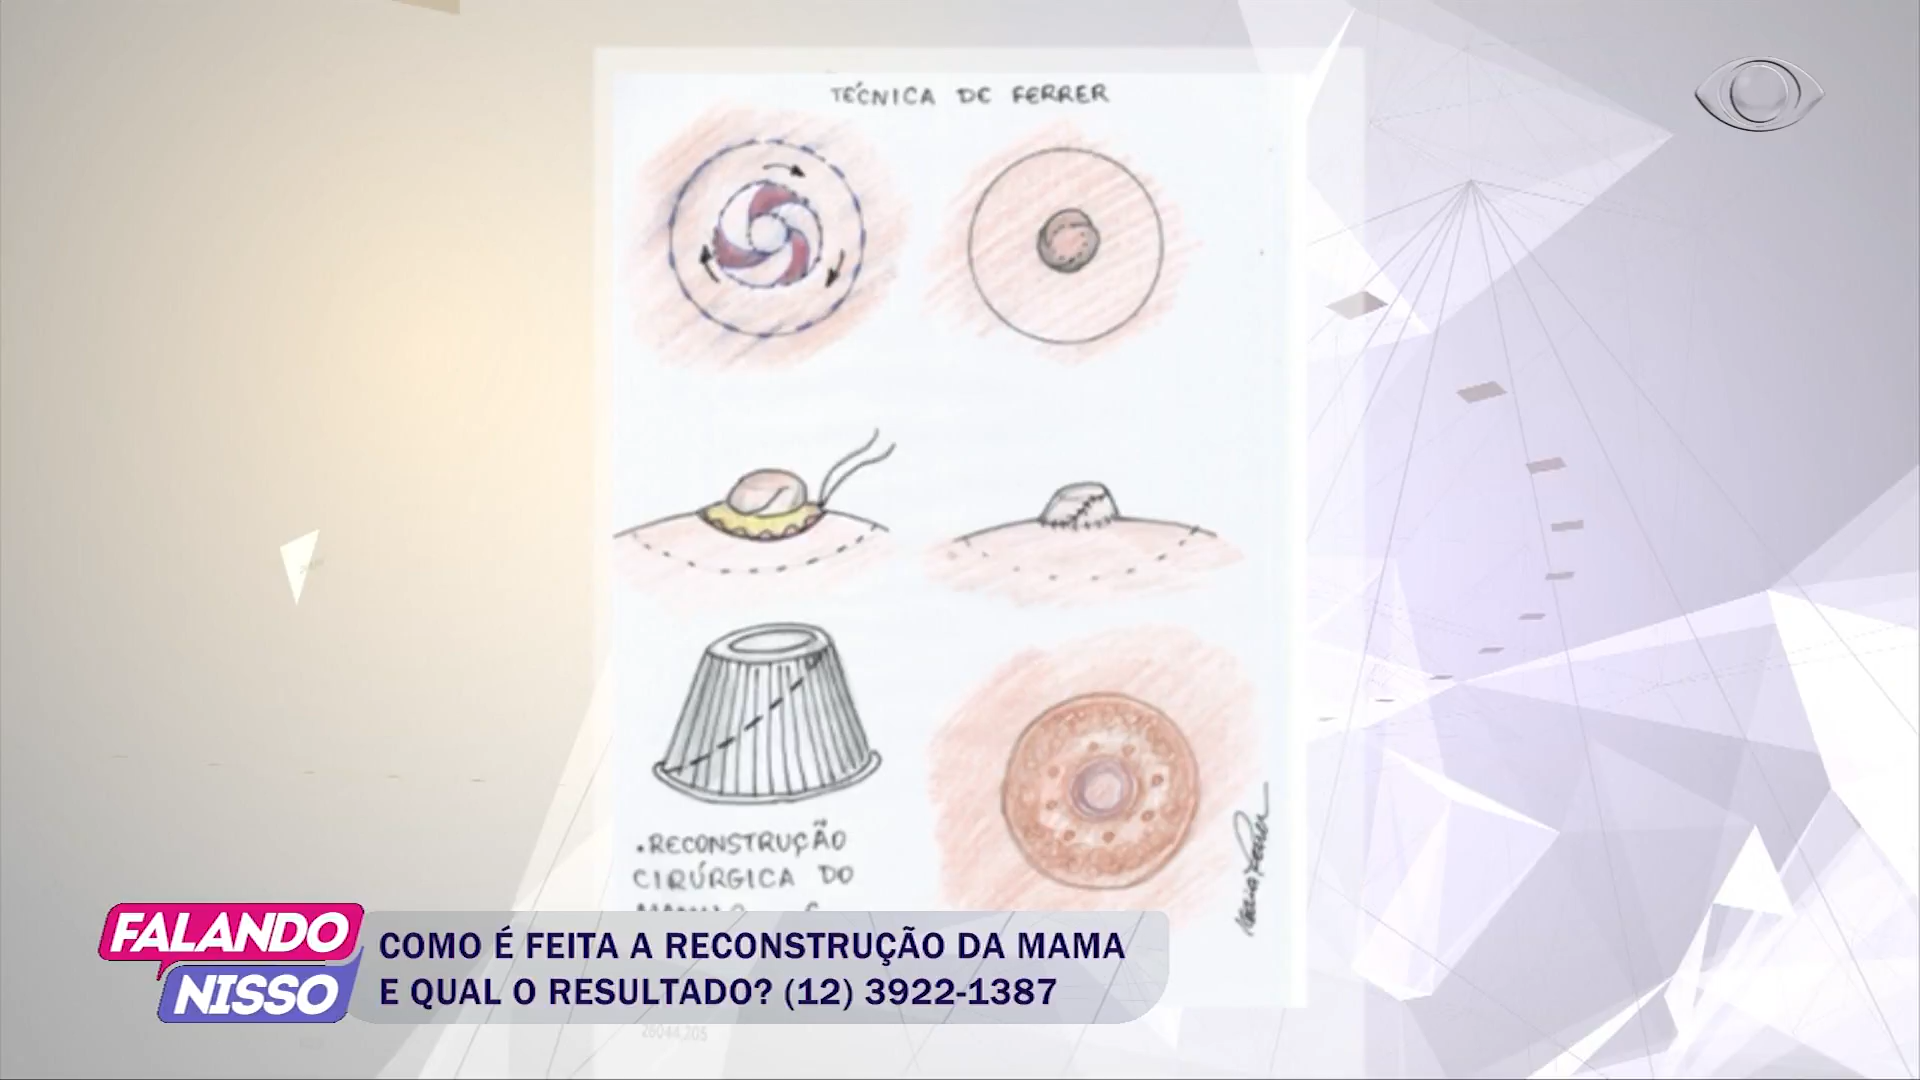 TÉCNICA DE FERRER
• RECONSTRUÇÃO
CIRÚRGICA DO
FALANDO
NISSO
COMO É FEITA A RECONSTRUÇÃO DA MAMA
E QUAL O RESULTADO? (12) 3922-1387